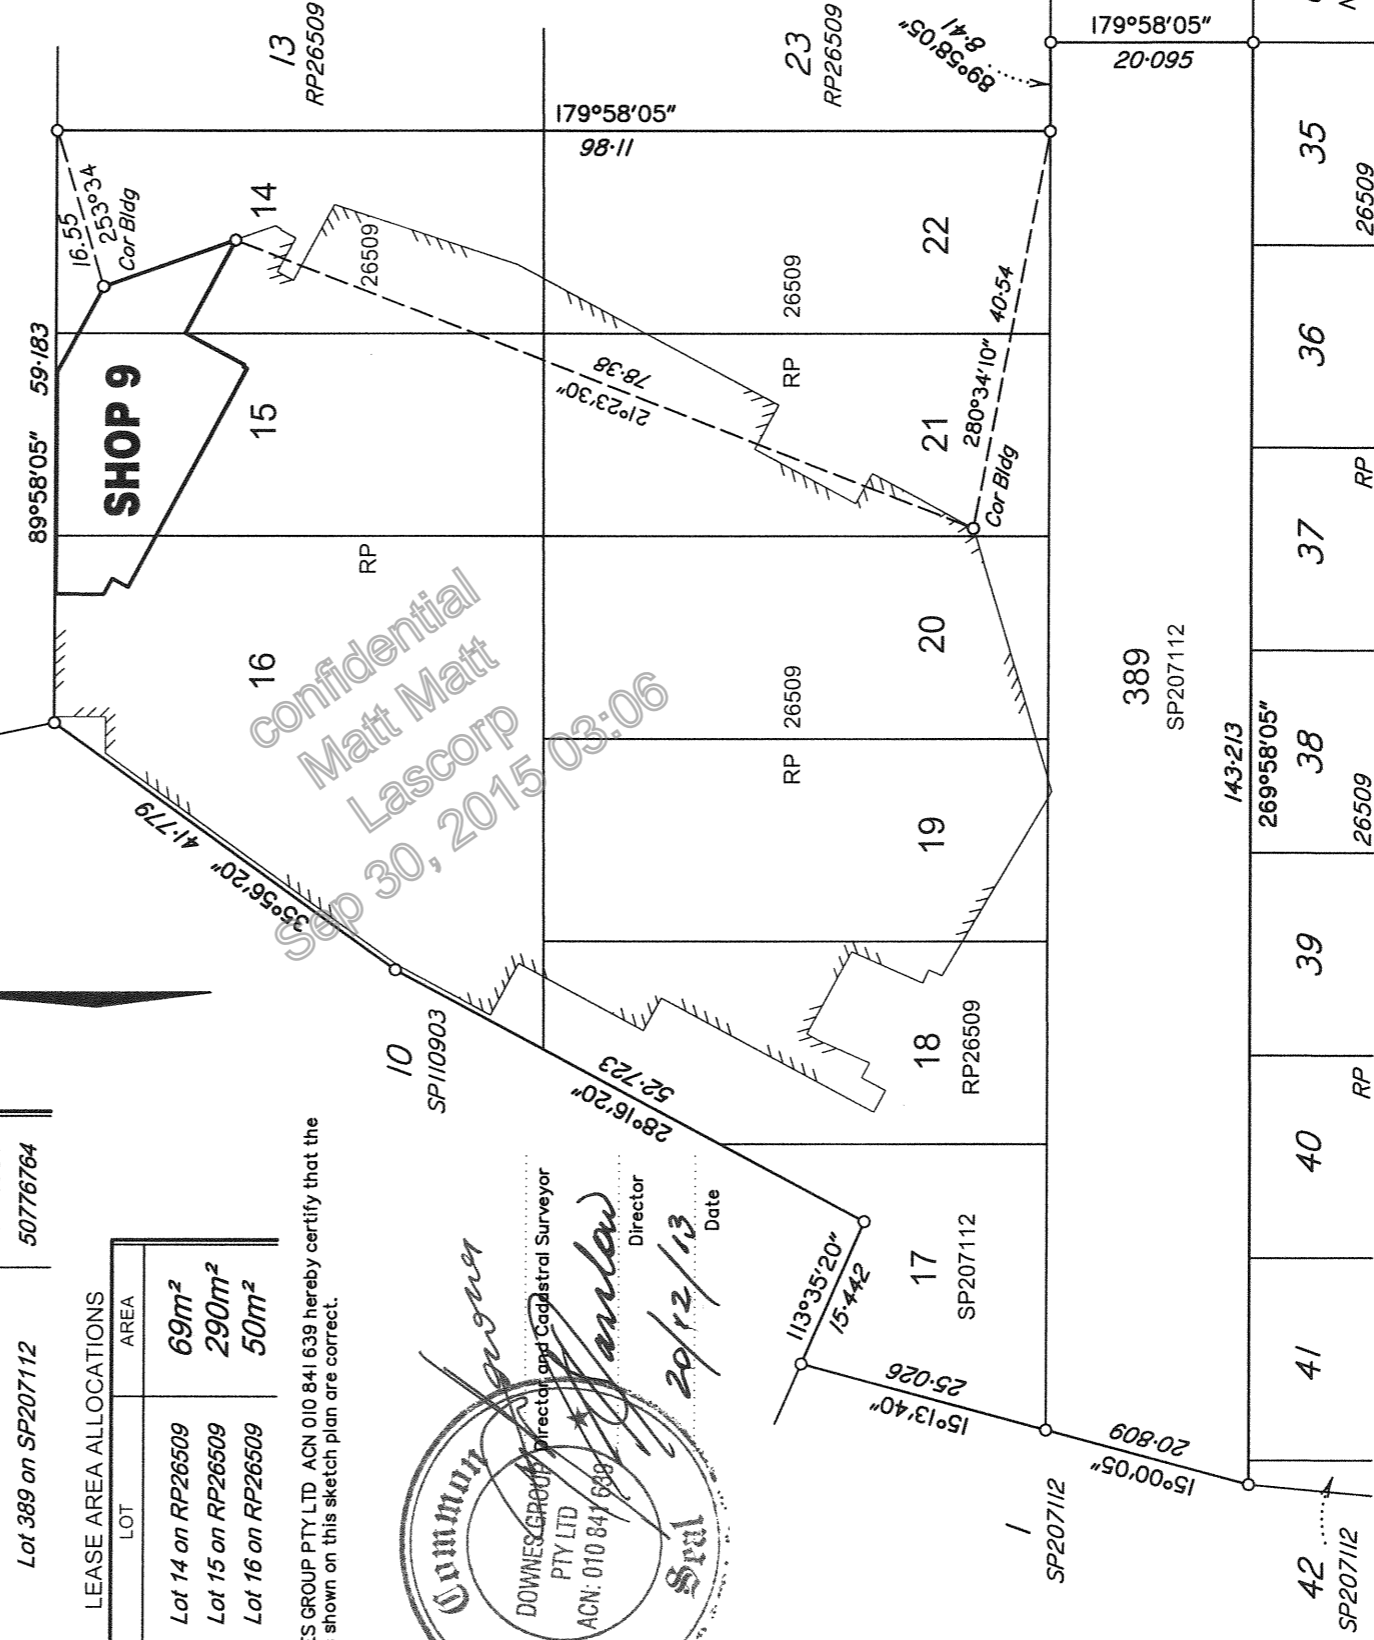 Lot 389 on SP207112
50776764
LEASE AREA ALLOCATIONS
LOT AREA
Lot 14 on RP26509 69m²
Lot 15 on RP26509 290m²
Lot 16 on RP26509 50m²
ES GROUP PTY LTD ACN 010 841 639 hereby certify that the
shown on this sketch plan are correct.
Common
Seal
DOWNES GROUP
PTY LTD
ACN: 010 841 639
Director and Cadastral Surveyor
Director
20/12/13
Date
confidential
Matt Matt
Lascorp
Sep 30, 2015 03:06
89°58'05" 59·183
SHOP 9
16.55
253°34
Cor Bldg
13
RP26509
14
26509
15
RP
16
41·779
35°56'20"
10
SP110903
52·723
28°16'20"
179°58'05"
98·11
23
RP26509
89°58'05"
8·41
179°58'05"
20·095
78·38
21°23'30"
280°34'10" 40·54
Cor Bldg
22
26509
21
RP
20
26509
19
RP
18
RP26509
17
SP207112
113°35'20"
15·442
25·026
15°13'40"
20·809
15°00'05"
1
SP207112
389
SP207112
143·213
269°58'05"
35
26509
36
37
RP
38
26509
39
40
RP
41
42
SP207112